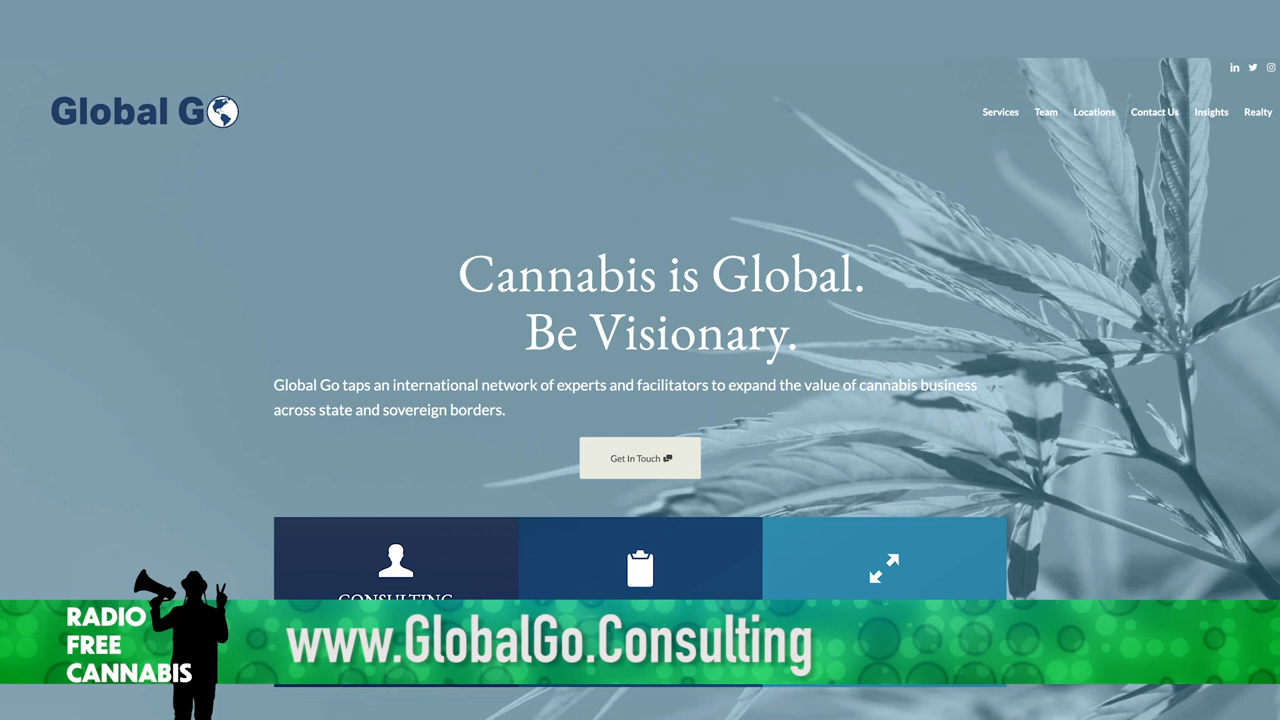 Global Go
Services Team Locations Contact Us Insights Realty
Cannabis is Global.
Be Visionary.
Global Go taps an international network of experts and facilitators to expand the value of cannabis business
across state and sovereign borders.
Get In Touch
CONSULTING
RADIO
FREE
CANNABIS
www.GlobalGo.Consulting